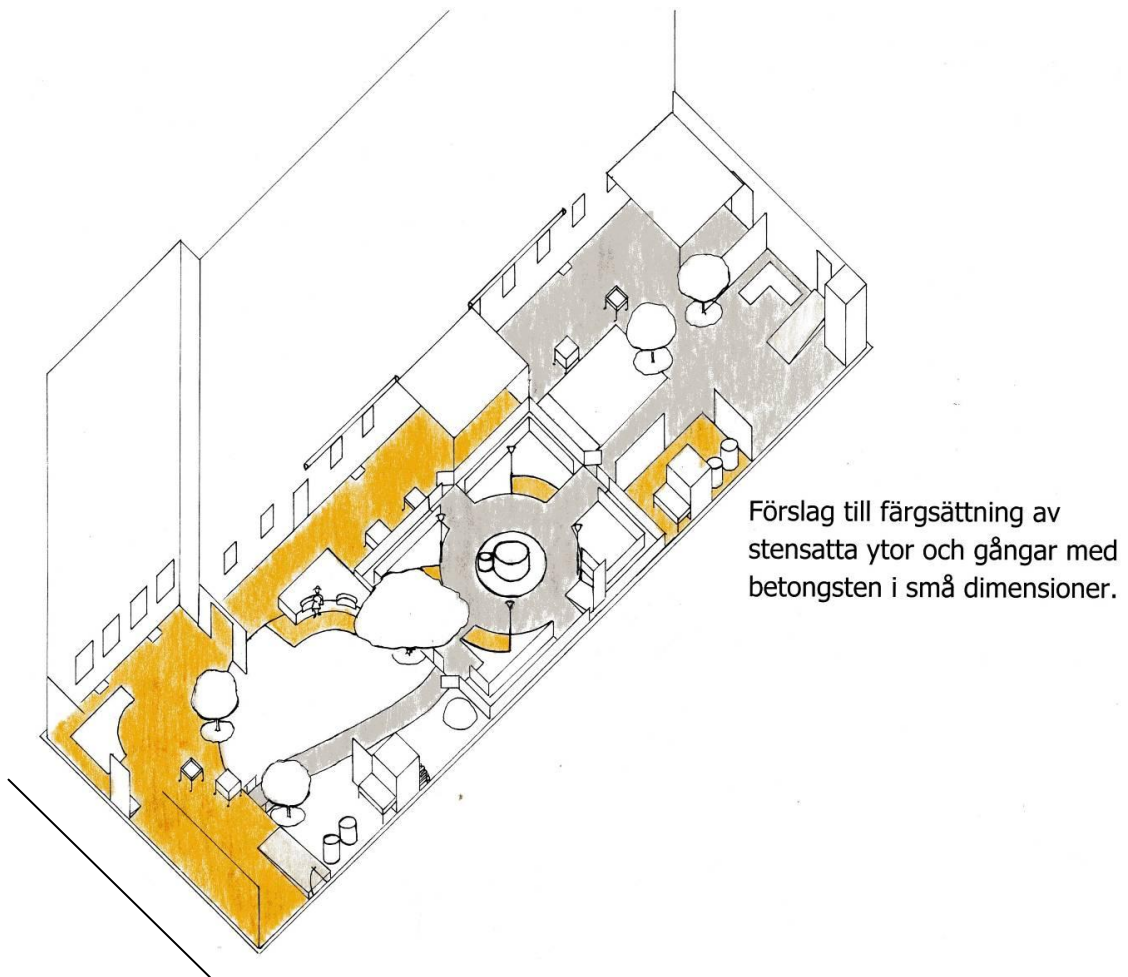 Förslag till färgsättning av
stensatta ytor och gångar med
betongsten i små dimensioner.